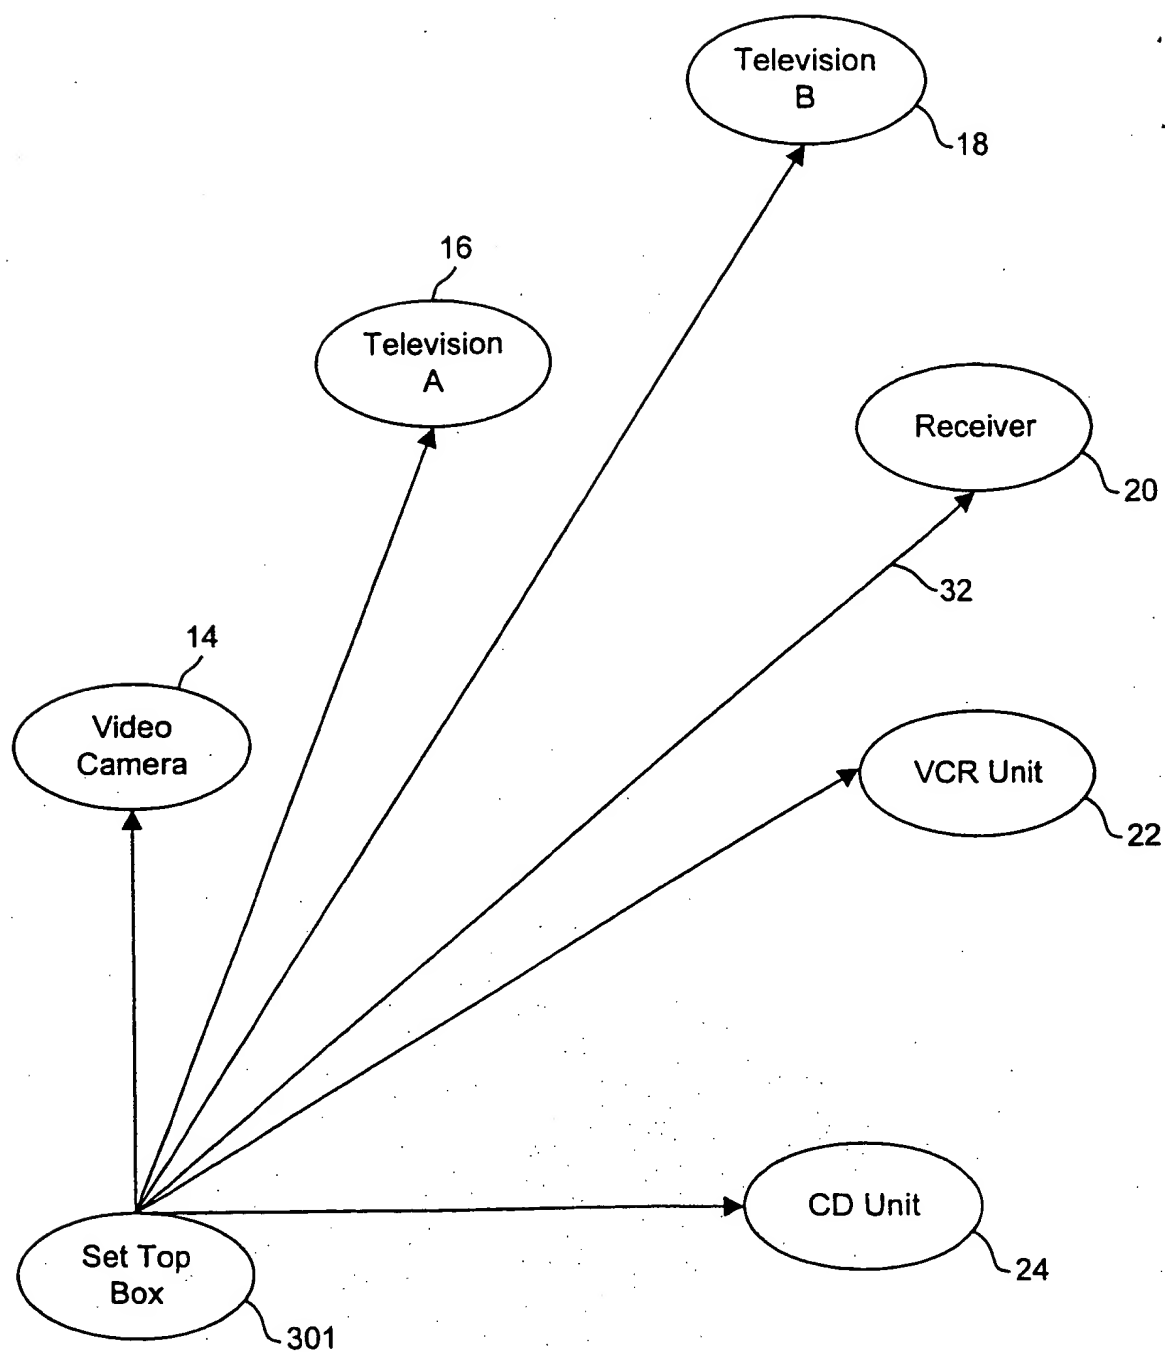 Television
B
18
16
Television
A
Receiver
20
32
14
Video
Camera
VCR Unit
22
CD Unit
24
Set Top
Box
301